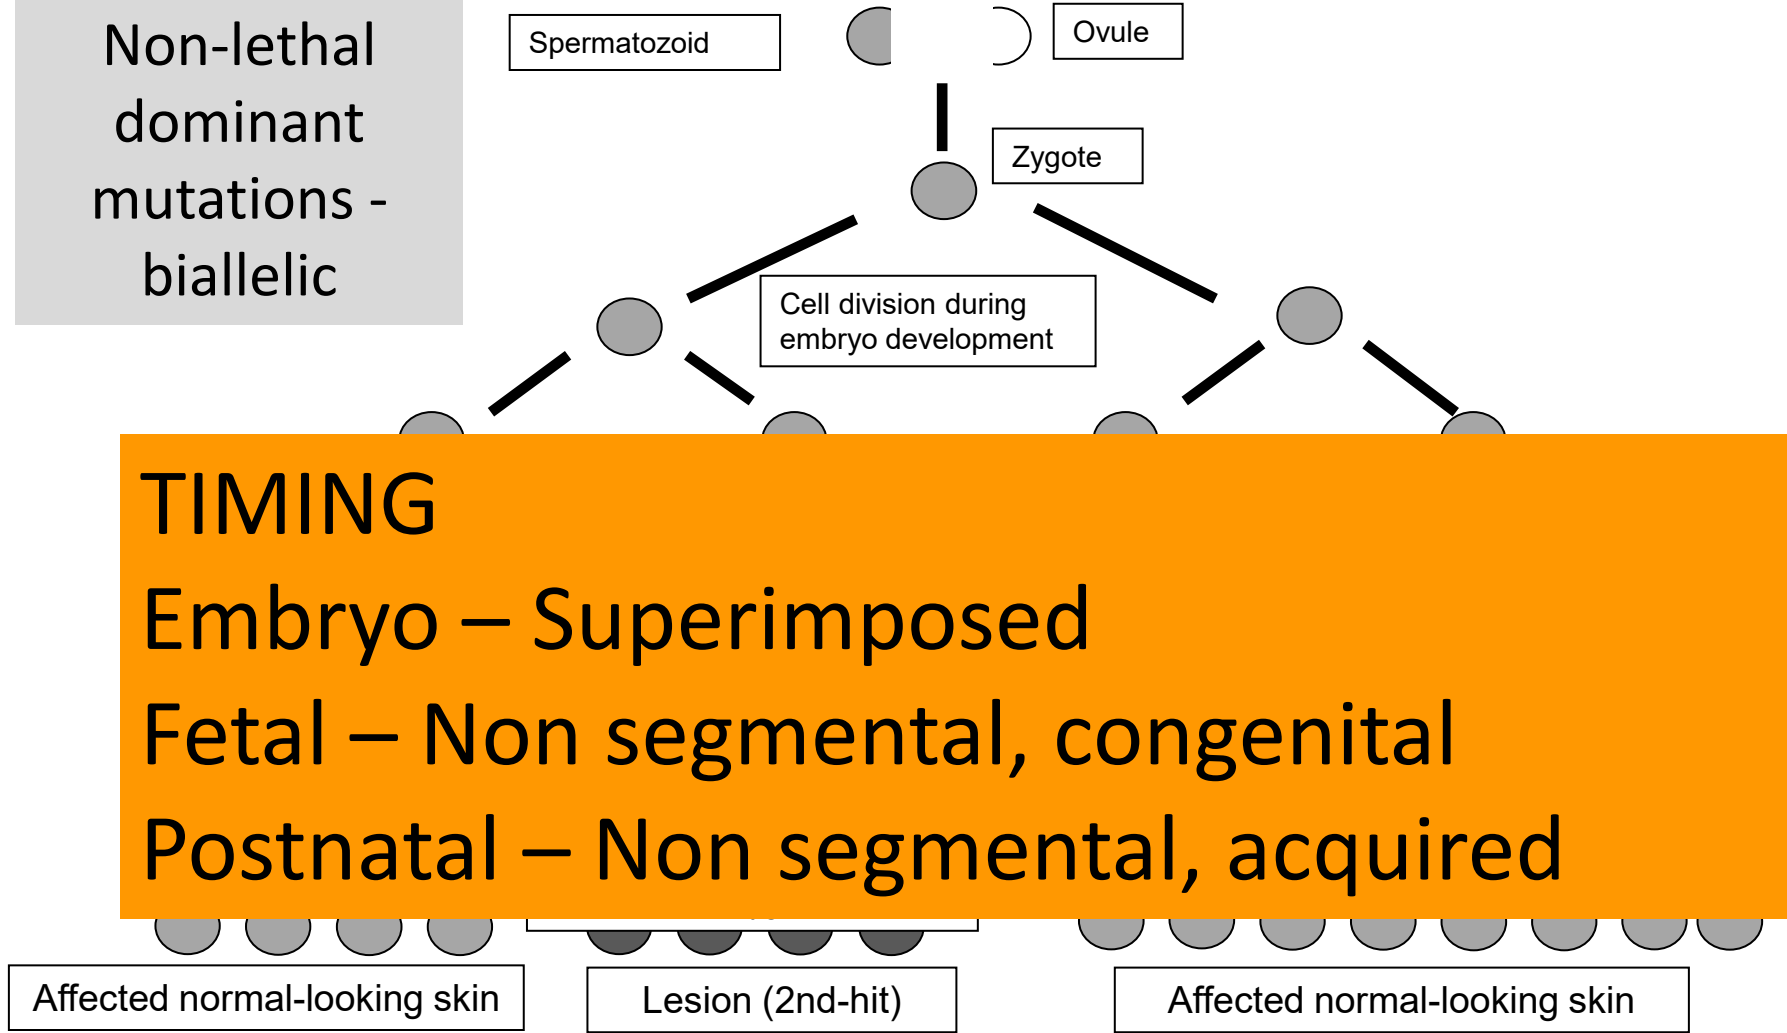 Non-lethal
dominant
mutations -
biallelic
Spermatozoid
Ovule
Zygote
Cell division during
embryo development
TIMING
Embryo – Superimposed
Fetal – Non segmental, congenital
Postnatal – Non segmental, acquired
Affected normal-looking skin
Lesion (2nd-hit)
Affected normal-looking skin